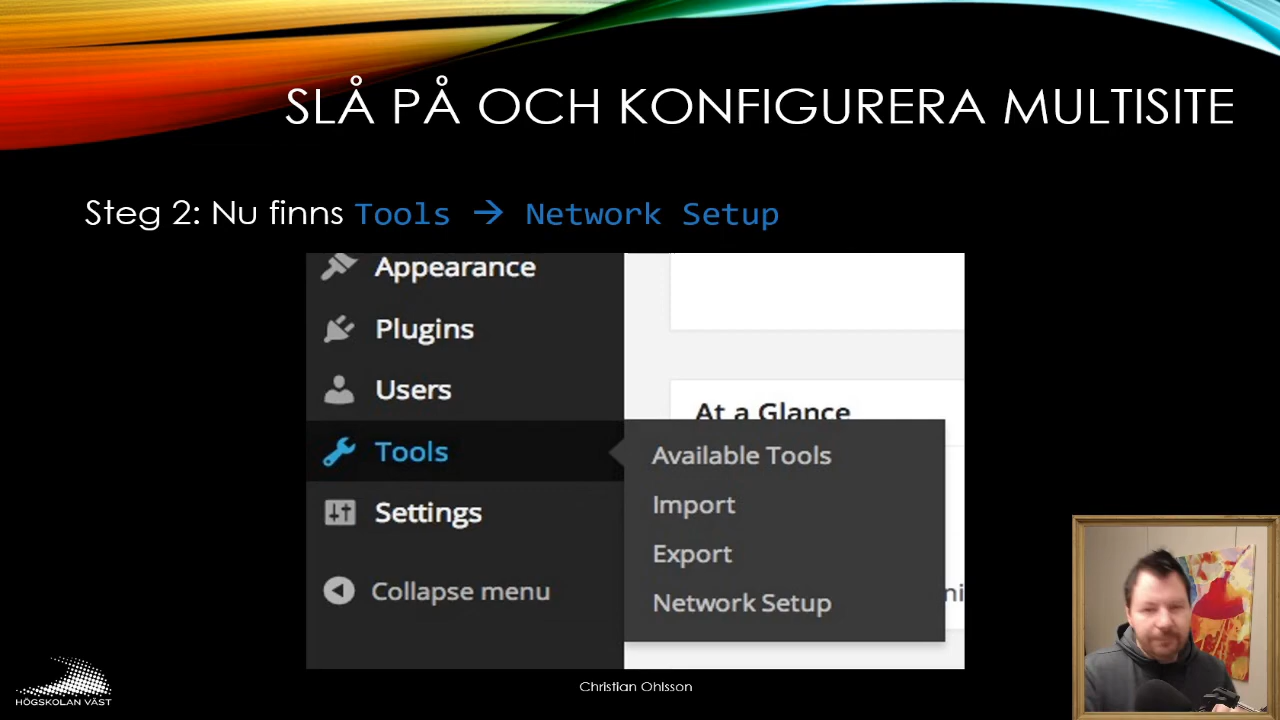 SLÅ PÅ OCH KONFIGURERA MULTISITE
Steg 2: Nu finns Tools → Network Setup
Appearance
Plugins
Users
Tools
Settings
Collapse menu
At a Glance
Available Tools
Import
Export
Network Setup
Christian Ohlsson
HÖGSKOLAN VÄST